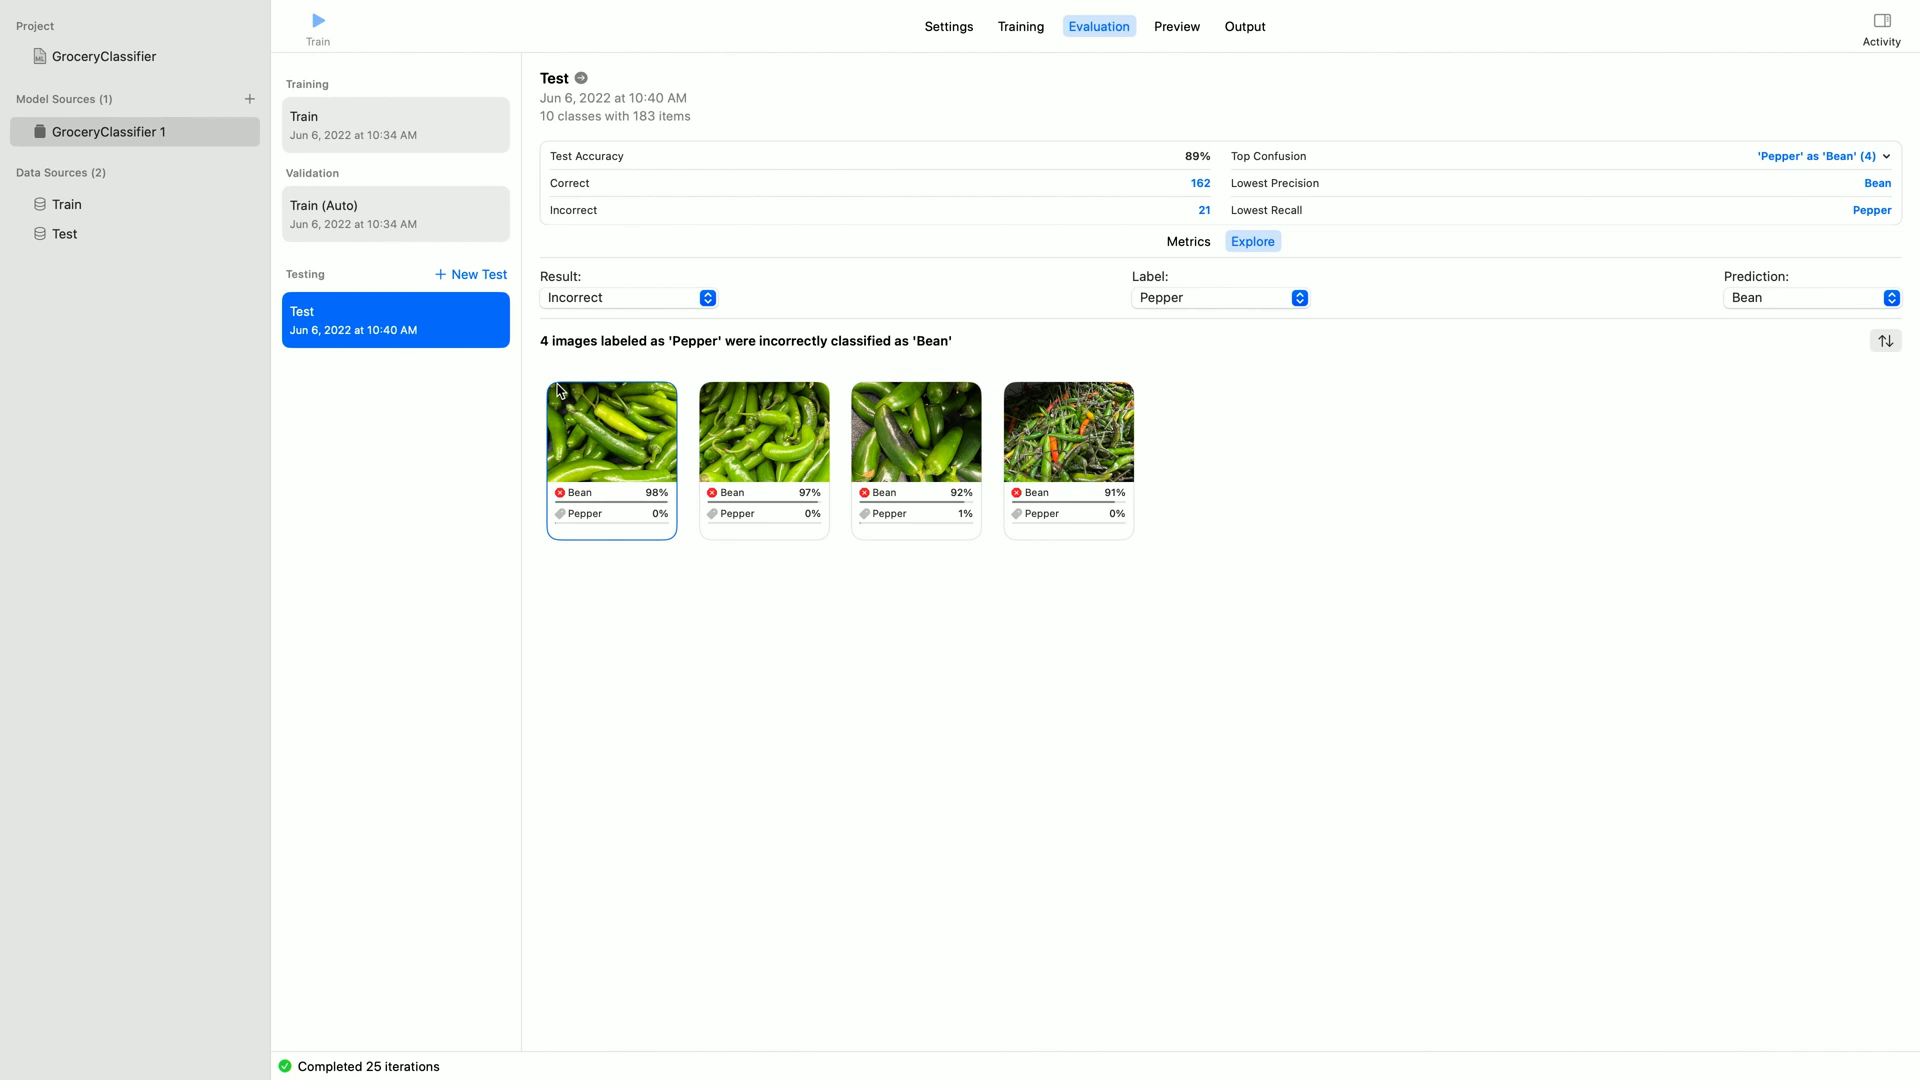 Project
GroceryClassifier
Model Sources (1)
GroceryClassifier 1
Data Sources (2)
Train
Test
Train
Settings Training Evaluation Preview Output
Activity
Training
Train
Jun 6, 2022 at 10:34 AM
Validation
Train (Auto)
Jun 6, 2022 at 10:34 AM
Testing + New Test
Test
Jun 6, 2022 at 10:40 AM
Test
Jun 6, 2022 at 10:40 AM
10 classes with 183 items
Test Accuracy 89% Top Confusion 'Pepper' as 'Bean' (4)
Correct 162 Lowest Precision Bean
Incorrect 21 Lowest Recall Pepper
Metrics Explore
Result: Label: Prediction:
Incorrect Pepper Bean
4 images labeled as 'Pepper' were incorrectly classified as 'Bean'
Bean 98% Bean 97% Bean 92% Bean 91%
Pepper 0% Pepper 0% Pepper 1% Pepper 0%
Completed 25 iterations